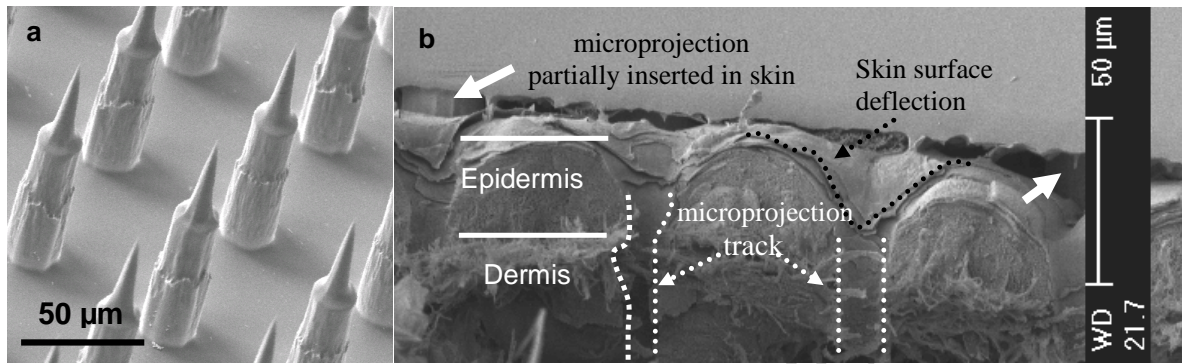 a
50 µm
b
microprojection
partially inserted in skin
Skin surface
deflection
Epidermis
microprojection
track
Dermis
50 µm
WD
21.7